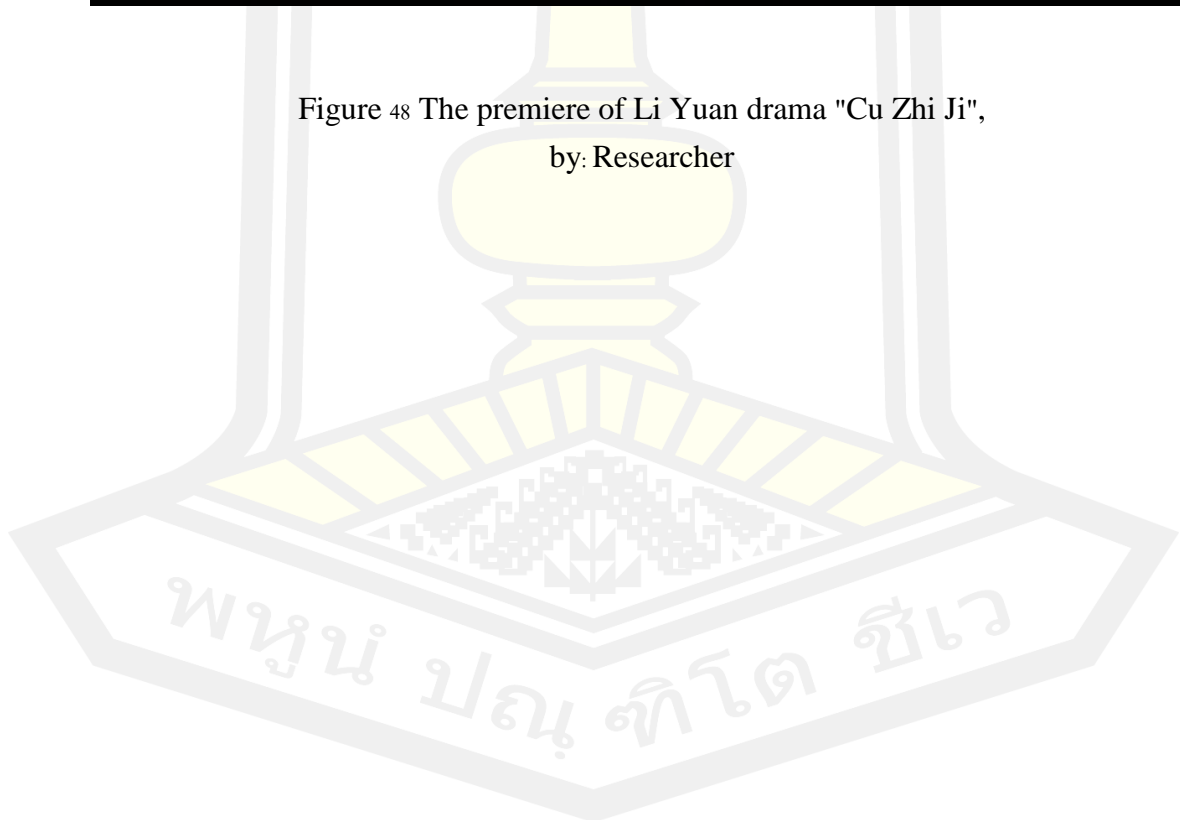 Figure 48 The premiere of Li Yuan drama "Cu Zhi Ji",
by: Researcher
พหูนํ ปณฺฑิโต ชีเว